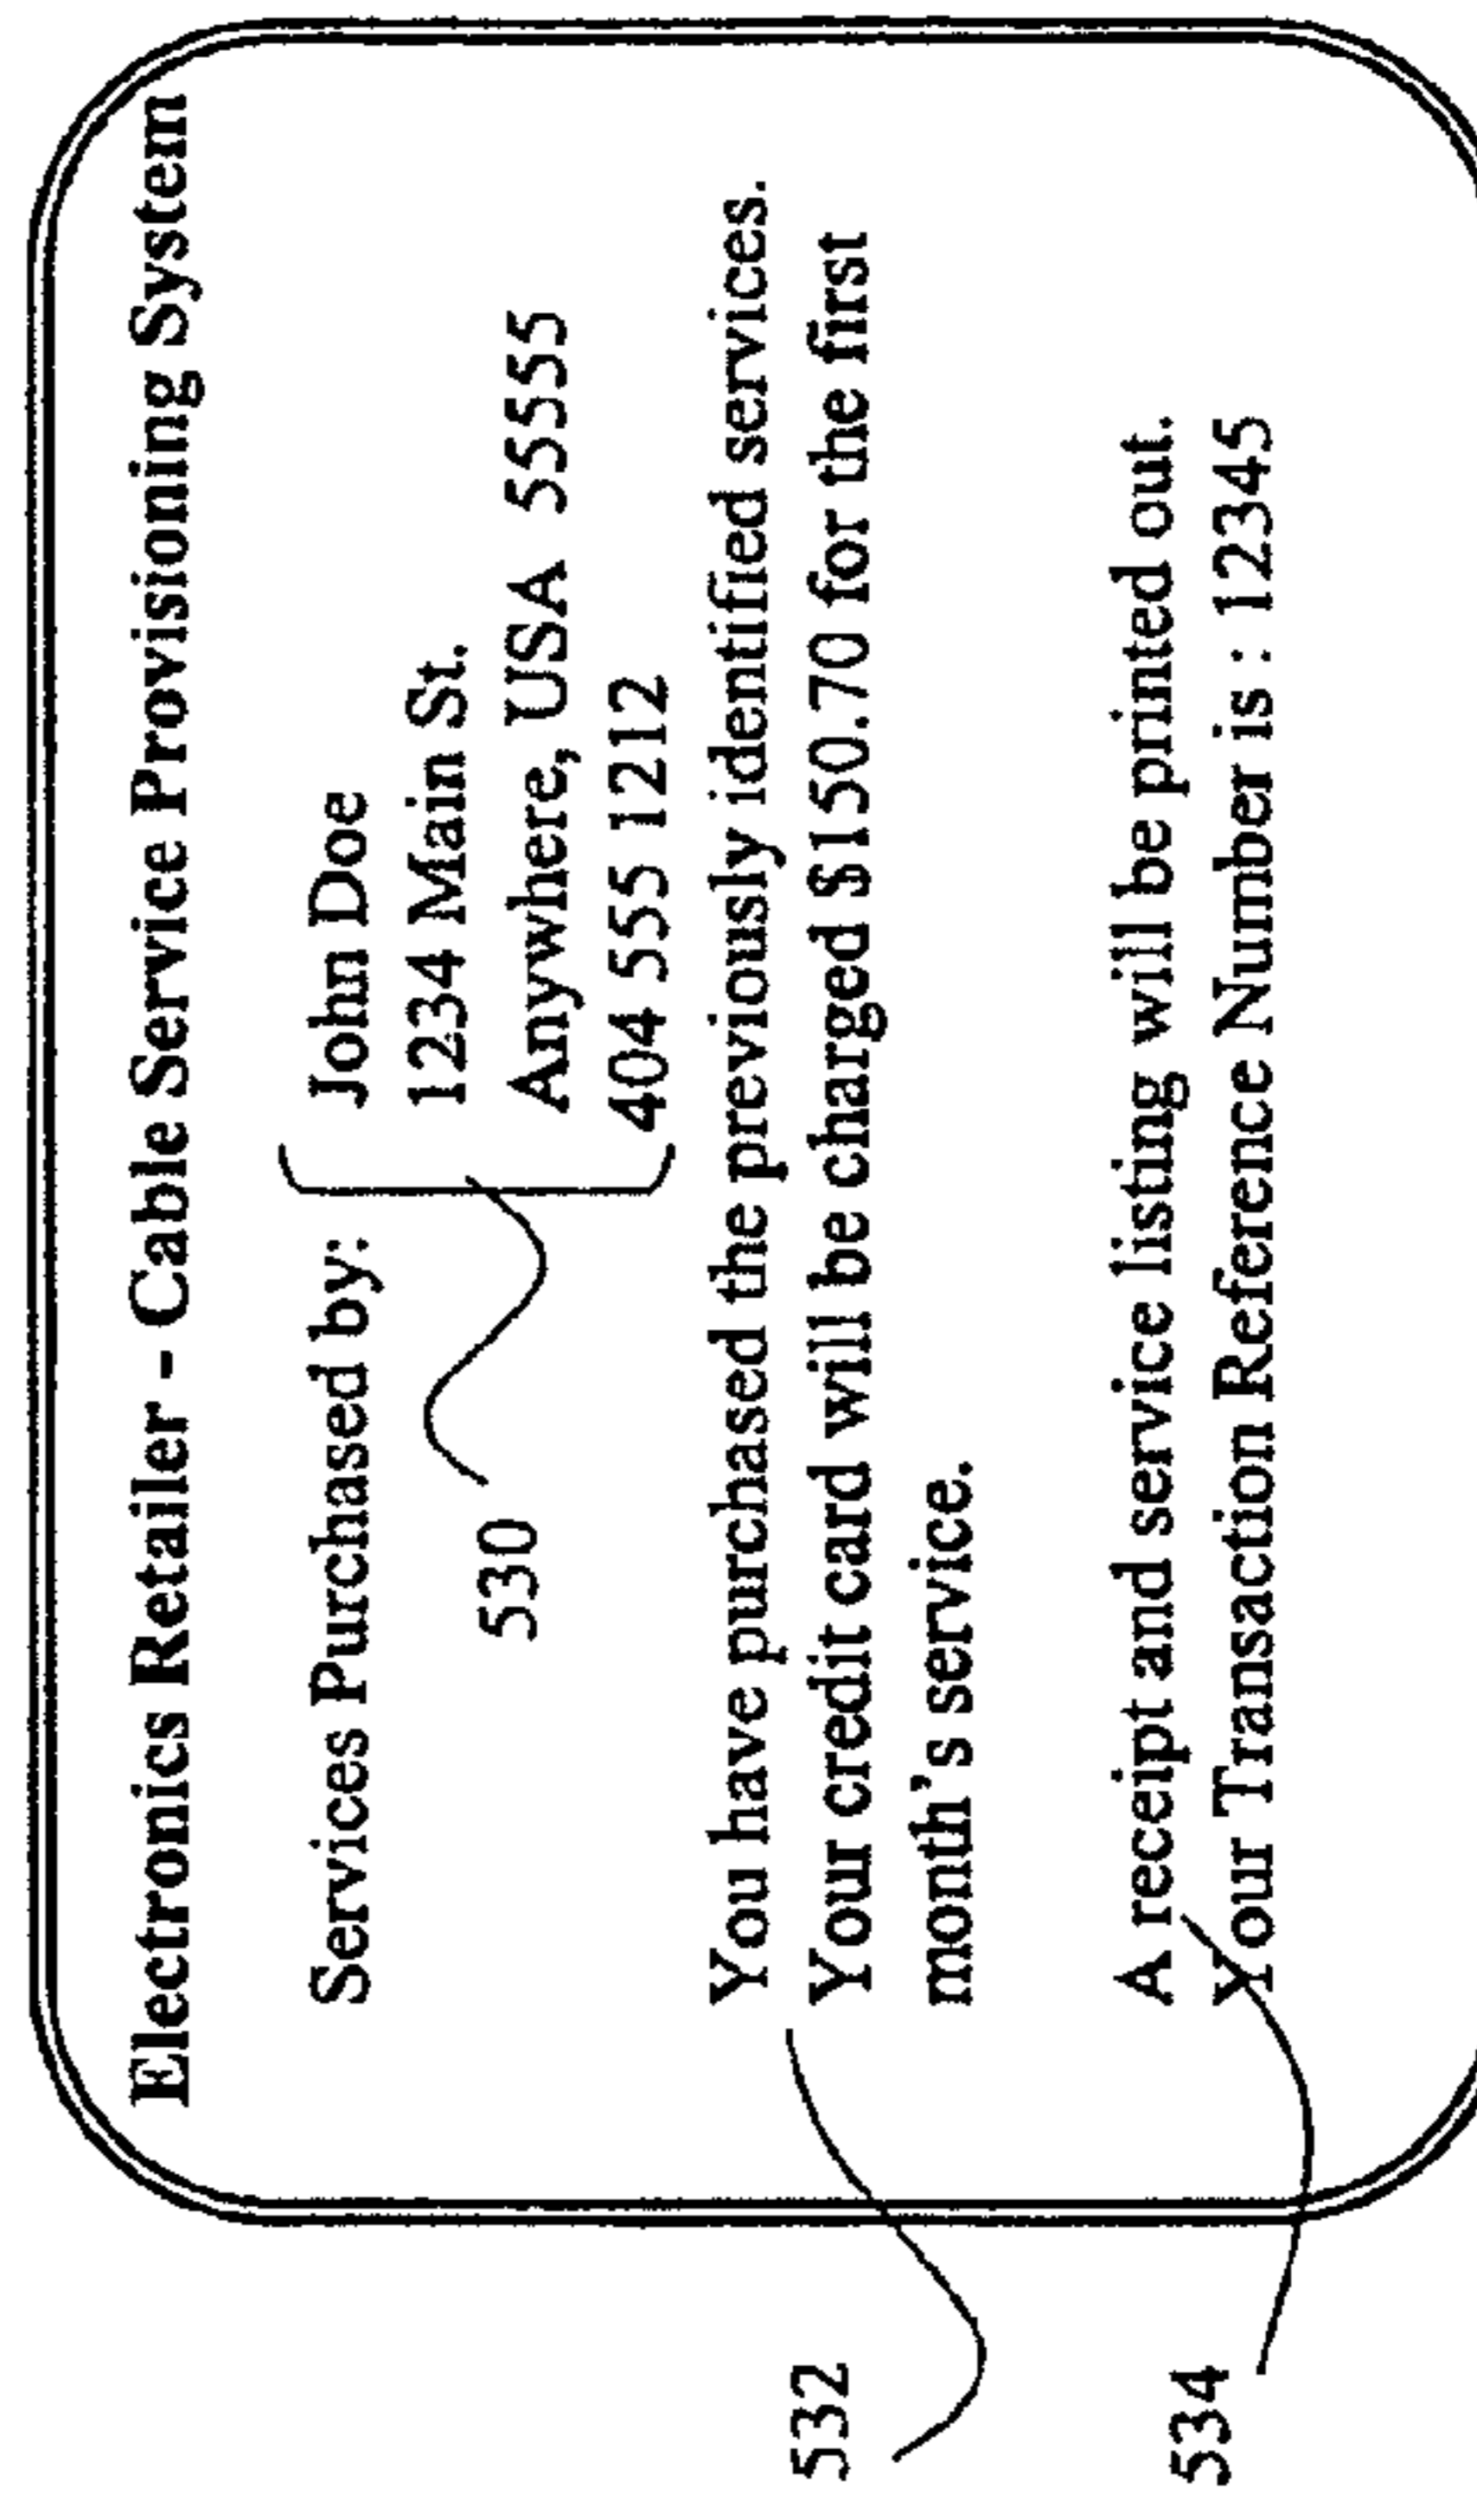 Electronics Retailer - Cable Service Provisioning System
Services Purchased by: John Doe
1234 Main St.
Anywhere, USA 55555
404 555 1212
530
You have purchased the previously identified services.
Your credit card will be charged $150.70 for the first
month's service.
532
A receipt and service listing will be printed out.
Your Transaction Reference Number is : 12345
534